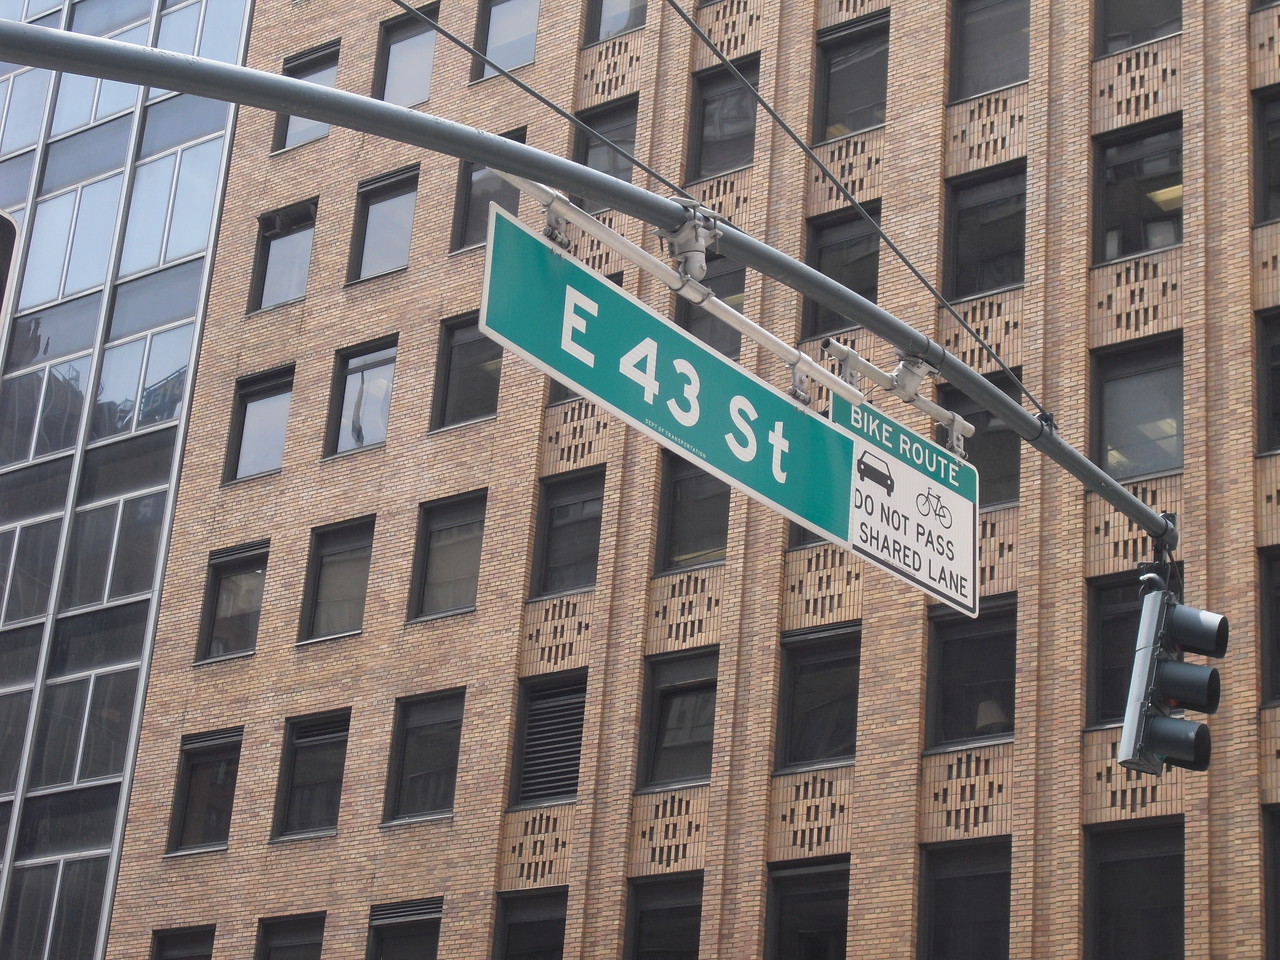 E 43 St
DEPT OF TRANSPORTATION
BIKE ROUTE
DO NOT PASS
SHARED LANE